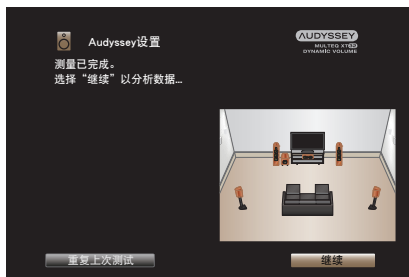 Audyssey设置
AUDYSSEY
MULTEQ XT32
DYNAMIC VOLUME
测量已完成。
选择“继续”以分析数据...
重复上次测试
继续